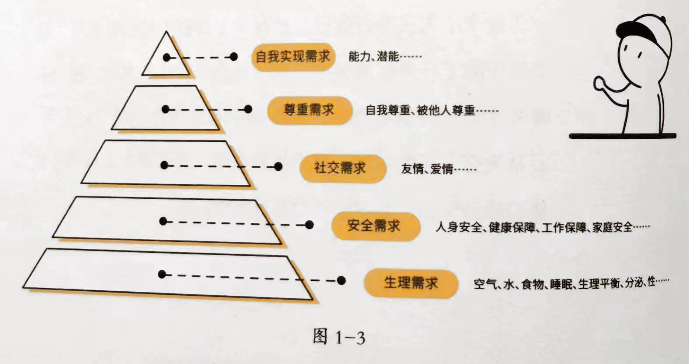 自我实现需求 能力、潜能……
尊重需求 自我尊重、被他人尊重……
社交需求 友情、爱情……
安全需求 人身安全、健康保障、工作保障、家庭安全……
生理需求 空气、水、食物、睡眠、生理平衡、分泌、性……
图 1-3